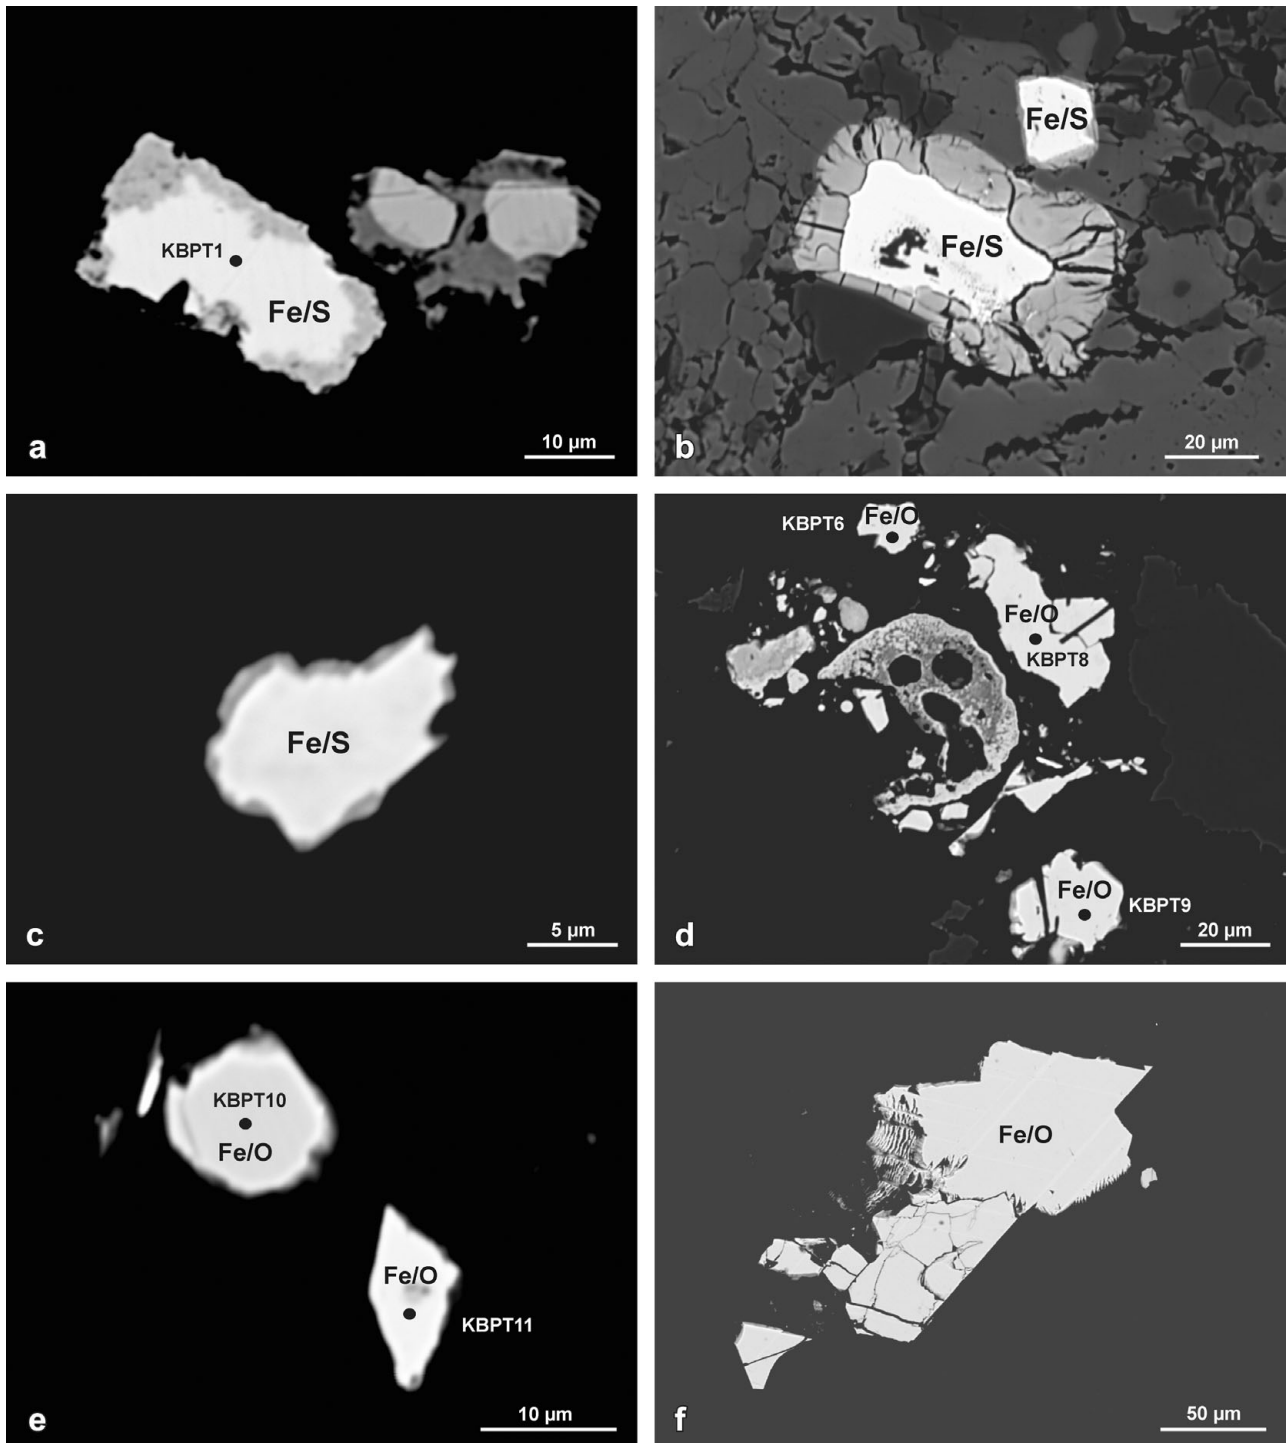 KBPT1
Fe/S
a
10 µm
Fe/S
Fe/S
b
20 µm
Fe/S
c
5 µm
KBPT6
Fe/O
Fe/O
KBPT8
Fe/O
KBPT9
d
20 µm
KBPT10
Fe/O
Fe/O
KBPT11
e
10 µm
Fe/O
f
50 µm